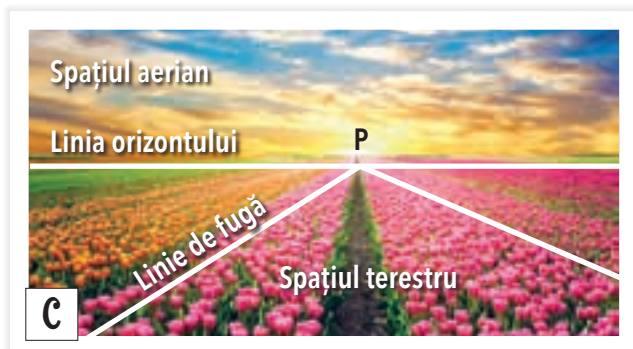 Spațiul aerian
Linia orizontului
P
Linie de fugă
Spațiul terestru
C